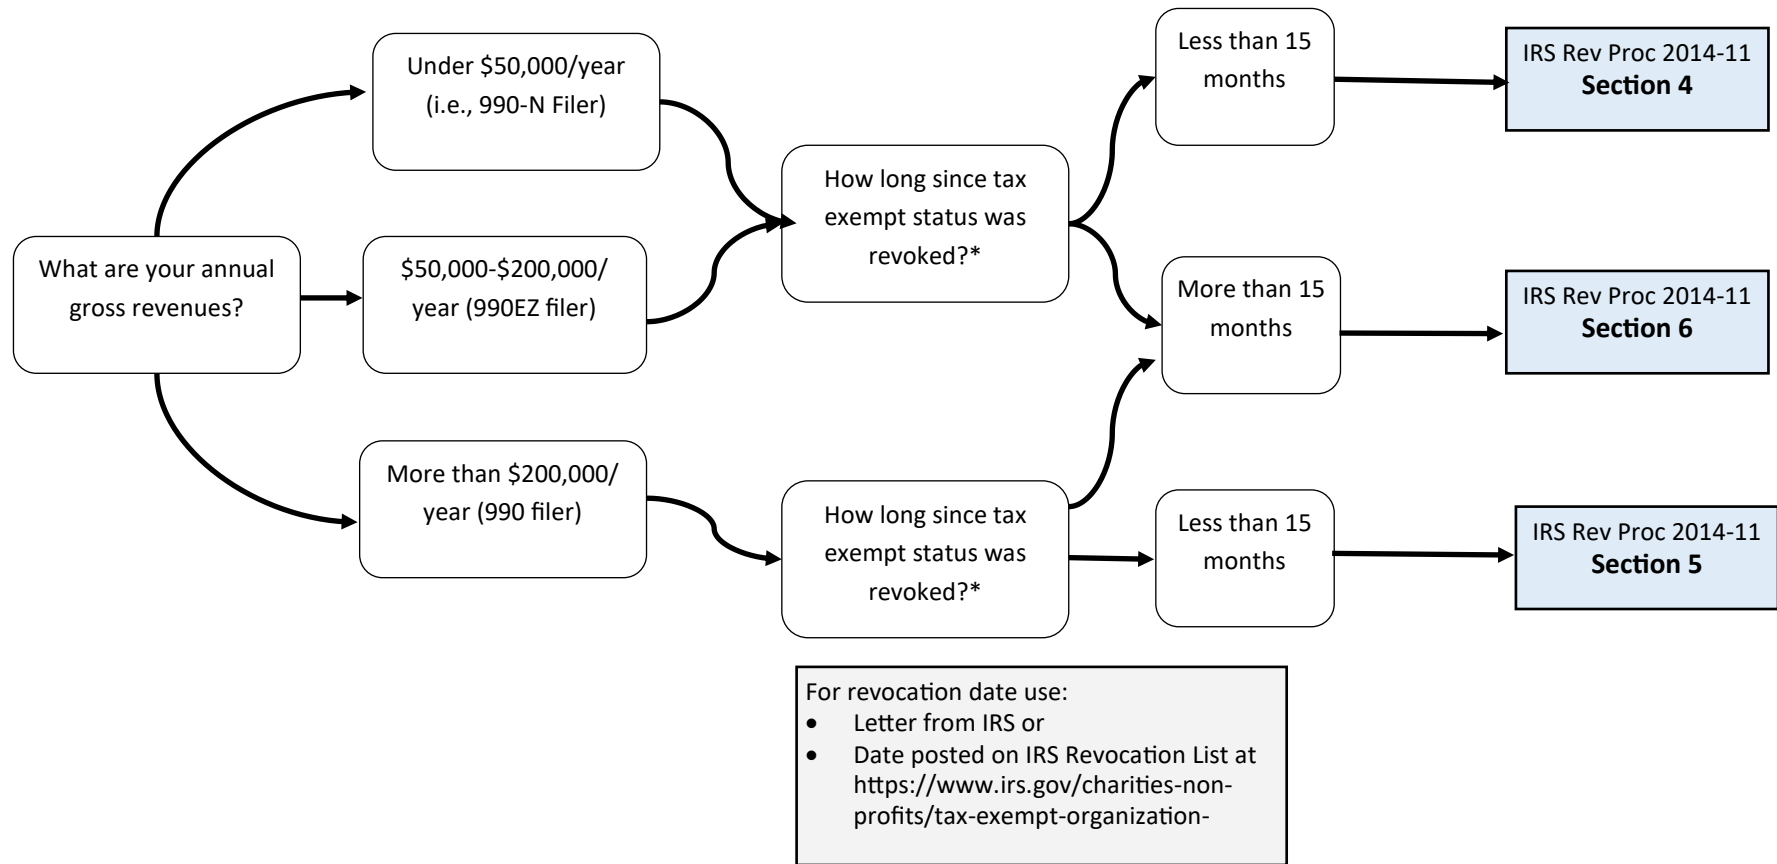 What are your annual
gross revenues?
Under $50,000/year
(i.e., 990-N Filer)
$50,000-$200,000/
year (990EZ filer)
More than $200,000/
year (990 filer)
How long since tax
exempt status was
revoked?*
How long since tax
exempt status was
revoked?*
Less than 15
months
More than 15
months
Less than 15
months
IRS Rev Proc 2014-11
Section 4
IRS Rev Proc 2014-11
Section 6
IRS Rev Proc 2014-11
Section 5
For revocation date use:
• Letter from IRS or
• Date posted on IRS Revocation List at
https://www.irs.gov/charities-non-
profits/tax-exempt-organization-